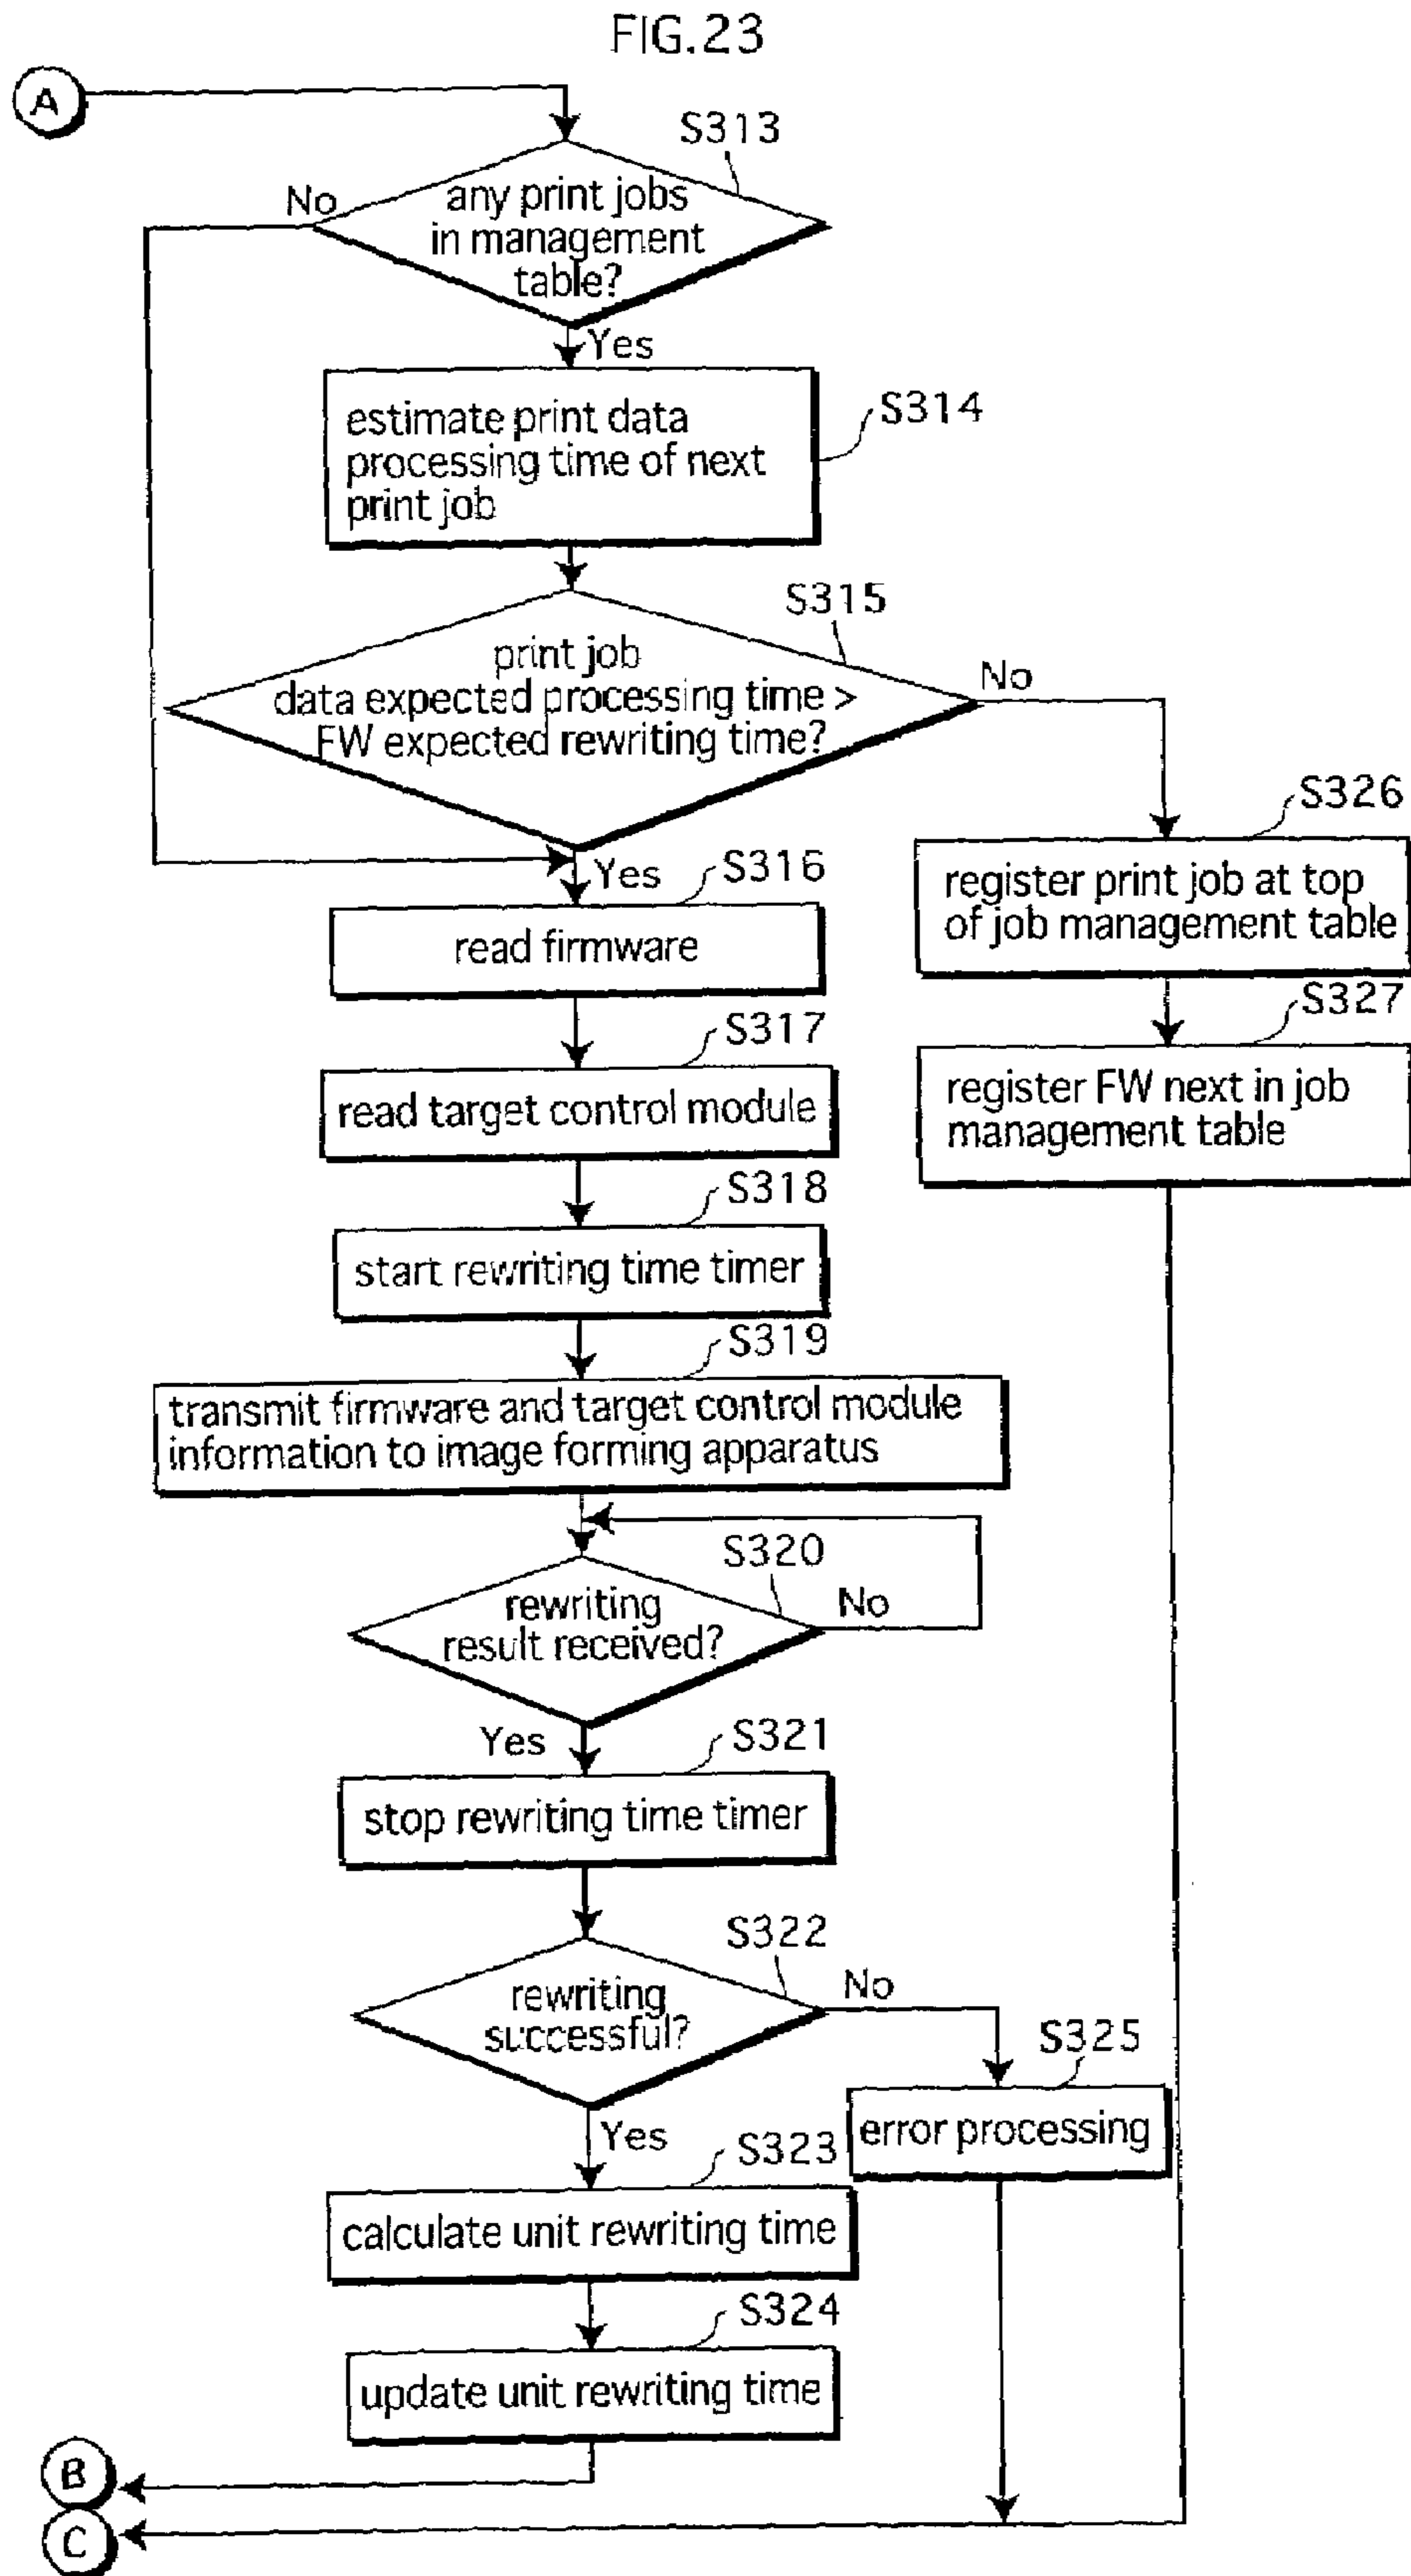 FIG.23
A
S313
No
any print jobs
in management
table?
Yes
S314
estimate print data
processing time of next
print job
S315
print job
data expected processing time >
FW expected rewriting time?
No
Yes
S316
read firmware
S326
register print job at top
of job management table
S317
read target control module
S327
register FW next in job
management table
S318
start rewriting time timer
S319
transmit firmware and target control module
information to image forming apparatus
S320
rewriting
result received?
No
Yes
S321
stop rewriting time timer
S322
rewriting
successful?
No
S325
error processing
Yes
S323
calculate unit rewriting time
S324
update unit rewriting time
B
C